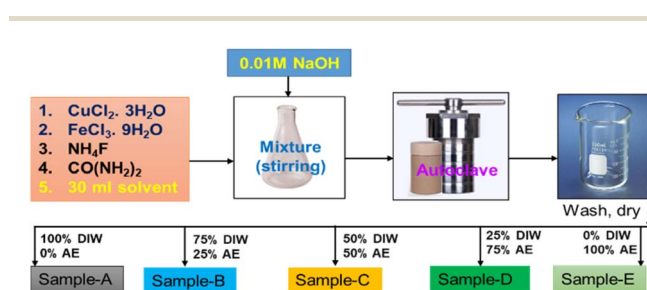 0.01M NaOH
1. CuCl₂. 3H₂O
2. FeCl₃. 9H₂O
3. NH₄F
4. CO(NH₂)₂
5. 30 ml solvent
Mixture
(stirring)
Autoclave
Wash, dry
100% DIW
0% AE
75% DIW
25% AE
50% DIW
50% AE
25% DIW
75% AE
0% DIW
100% AE
Sample-A
Sample-B
Sample-C
Sample-D
Sample-E